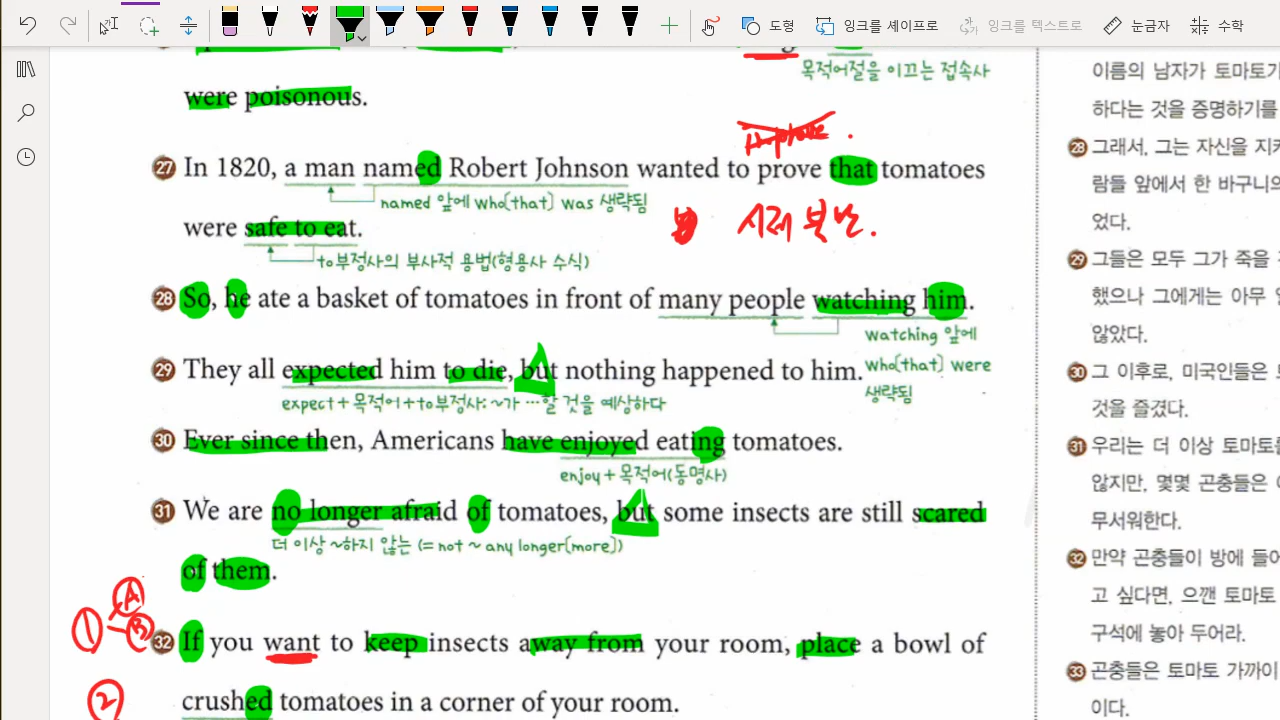 도형
잉크를 셰이프로
잉크를 텍스트로
눈금자
수학
목적어절을 이끄는 접속사
were poisonous.
27 In 1820, a man named Robert Johnson wanted to prove that tomatoes
named 앞에 who(that) was 생략됨
were safe to eat.
to부정사의 부사적 용법(형용사 수식)
28 So, he ate a basket of tomatoes in front of many people watching him.
watching 앞에
who(that) were
생략됨
29 They all expected him to die, but nothing happened to him.
expect+목적어+to부정사: ~가 …할 것을 예상하다
30 Ever since then, Americans have enjoyed eating tomatoes.
enjoy+목적어(동명사)
31 We are no longer afraid of tomatoes, but some insects are still scared
더 이상 ~하지 않는 (= not ~ any longer(more))
of them.
① A
B
32 If you want to keep insects away from your room, place a bowl of
② crushed tomatoes in a corner of your room.
이름의 남자가 토마토가
하다는 것을 증명하기를
28 그래서, 그는 자신을 지켜
람들 앞에서 한 바구니의
었다.
29 그들은 모두 그가 죽을
했으나 그에게는 아무
않았다.
30 그 이후로, 미국인들은
것을 즐겼다.
31 우리는 더 이상 토마토를
않지만, 몇몇 곤충들은
무서워한다.
32 만약 곤충들이 방에 들어
고 싶다면, 으깬 토마토
구석에 놓아 두어라.
33 곤충들은 토마토 가까이
이다.